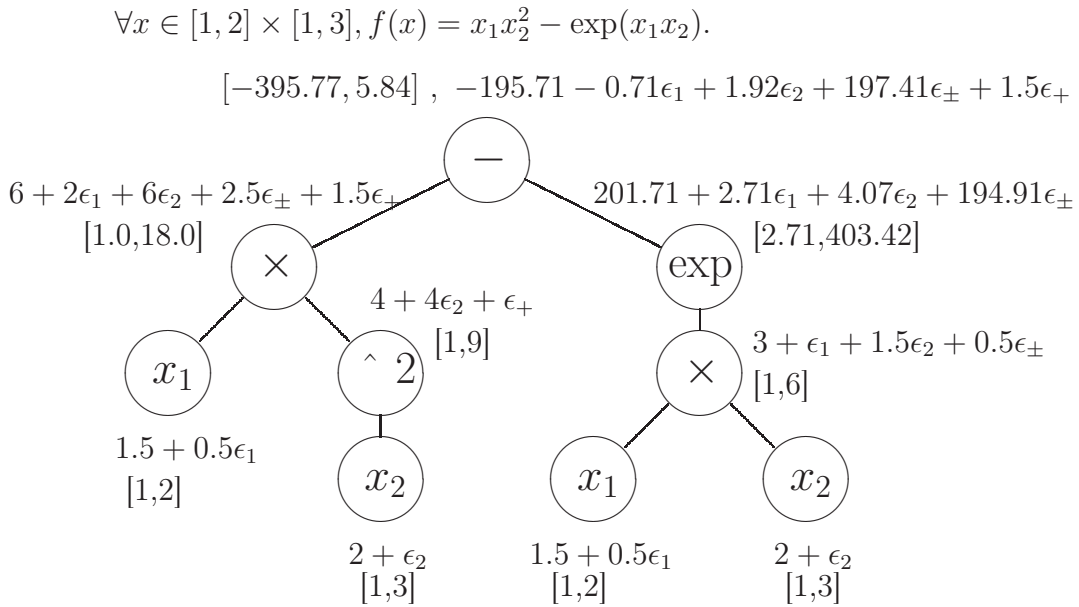 ∀x ∈ [1, 2] × [1, 3], f(x) = x₁x₂² − exp(x₁x₂).
[−395.77, 5.84] , −195.71 − 0.71ϵ₁ + 1.92ϵ₂ + 197.41ϵ± + 1.5ϵ₊
−
6 + 2ϵ₁ + 6ϵ₂ + 2.5ϵ± + 1.5ϵ₊
201.71 + 2.71ϵ₁ + 4.07ϵ₂ + 194.91ϵ±
[1.0,18.0]
[2.71,403.42]
×
exp
4 + 4ϵ₂ + ϵ₊
[1,9]
3 + ϵ₁ + 1.5ϵ₂ + 0.5ϵ±
[1,6]
x₁
^ 2
×
1.5 + 0.5ϵ₁
[1,2]
x₂
x₁
x₂
2 + ϵ₂
[1,3]
1.5 + 0.5ϵ₁
[1,2]
2 + ϵ₂
[1,3]